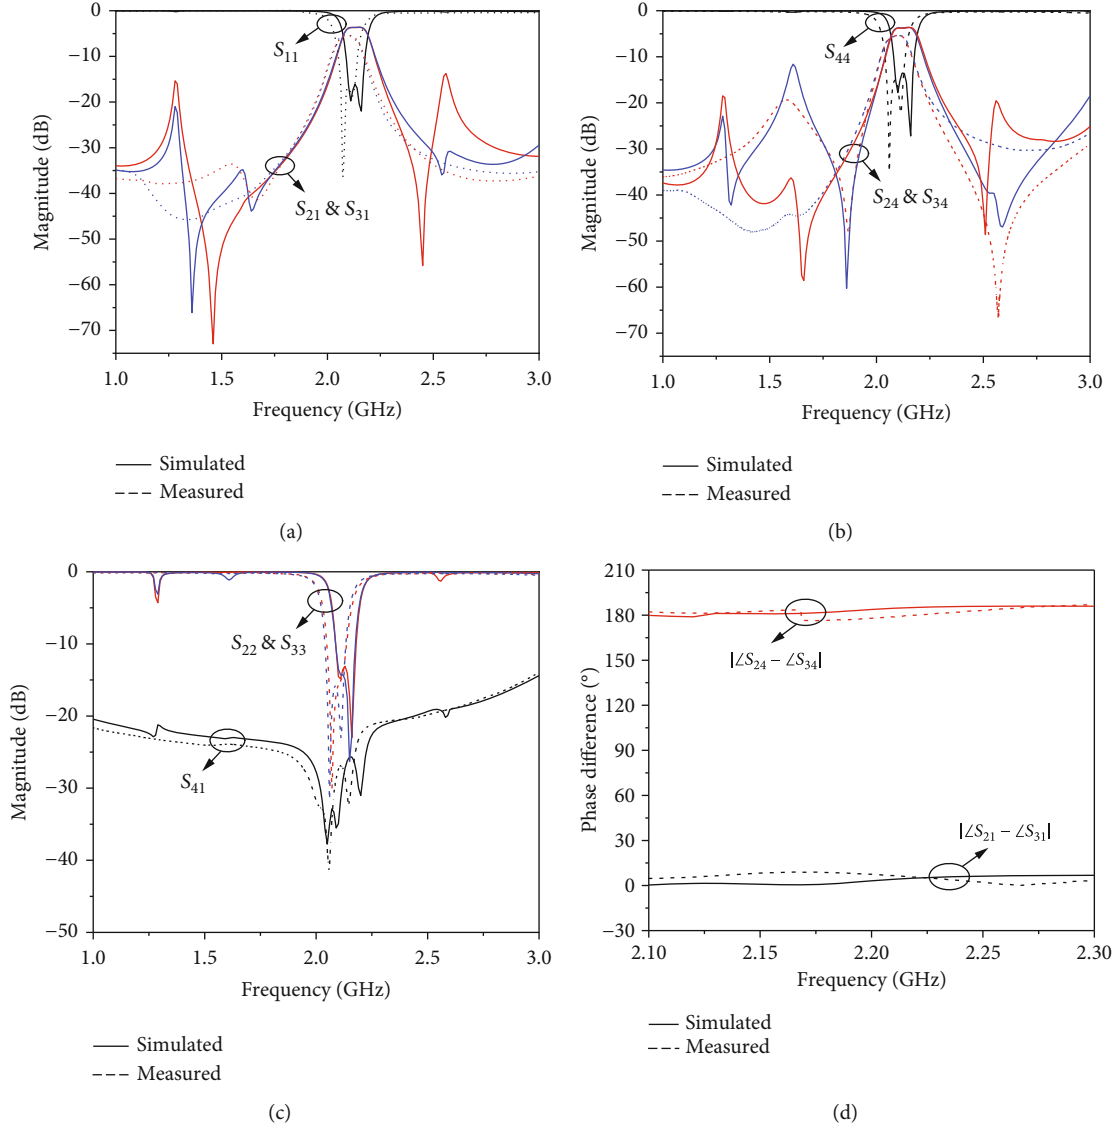 0
−10
−20
−30
−40
−50
−60
−70
Magnitude (dB)
S11
S21 & S31
1.0 1.5 2.0 2.5 3.0
Frequency (GHz)
Simulated
Measured
(a)
0
−10
−20
−30
−40
−50
−60
−70
Magnitude (dB)
S44
S24 & S34
1.0 1.5 2.0 2.5 3.0
Frequency (GHz)
Simulated
Measured
(b)
0
−10
−20
−30
−40
−50
Magnitude (dB)
S22 & S33
S41
1.0 1.5 2.0 2.5 3.0
Frequency (GHz)
Simulated
Measured
(c)
210
180
150
120
90
60
30
0
−30
Phase difference (°)
|∠S24 − ∠S34|
|∠S21 − ∠S31|
2.10 2.15 2.20 2.25 2.30
Frequency (GHz)
Simulated
Measured
(d)